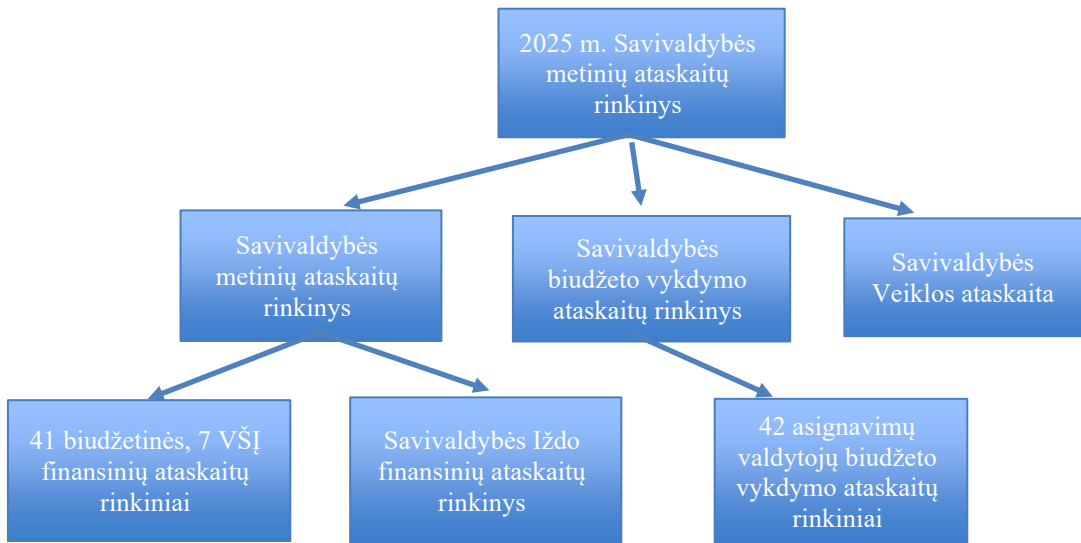 2025 m. Savivaldybės
metinių ataskaitų
rinkinys
Savivaldybės
metinių ataskaitų
rinkinys
Savivaldybės
biudžeto vykdymo
ataskaitų rinkinys
Savivaldybės
Veiklos ataskaita
41 biudžetinės, 7 VŠĮ
finansinių ataskaitų
rinkiniai
Savivaldybės Iždo
finansinių ataskaitų
rinkinys
42 asignavimų
valdytojų biudžeto
vykdymo ataskaitų
rinkiniai